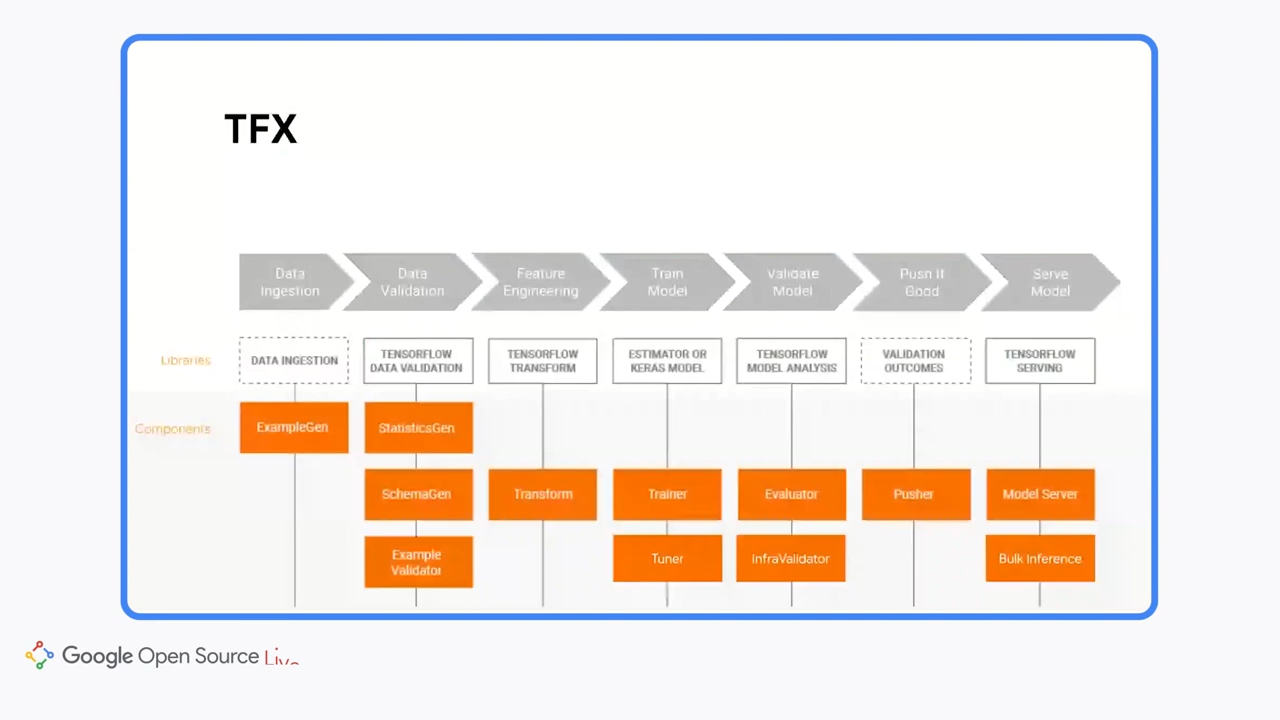 TFX
Data
Ingestion
Data
Validation
Feature
Engineering
Train
Model
Validate
Model
Push It
Good
Serve
Model
Libraries
DATA INGESTION
TENSORFLOW
DATA VALIDATION
TENSORFLOW
TRANSFORM
ESTIMATOR OR
KERAS MODEL
TENSORFLOW
MODEL ANALYSIS
VALIDATION
OUTCOMES
TENSORFLOW
SERVING
Components
ExampleGen
StatisticsGen
SchemaGen
Transform
Trainer
Evaluator
Pusher
Model Server
Example
Validator
Tuner
InfraValidator
Bulk Inference
Google Open Source Live